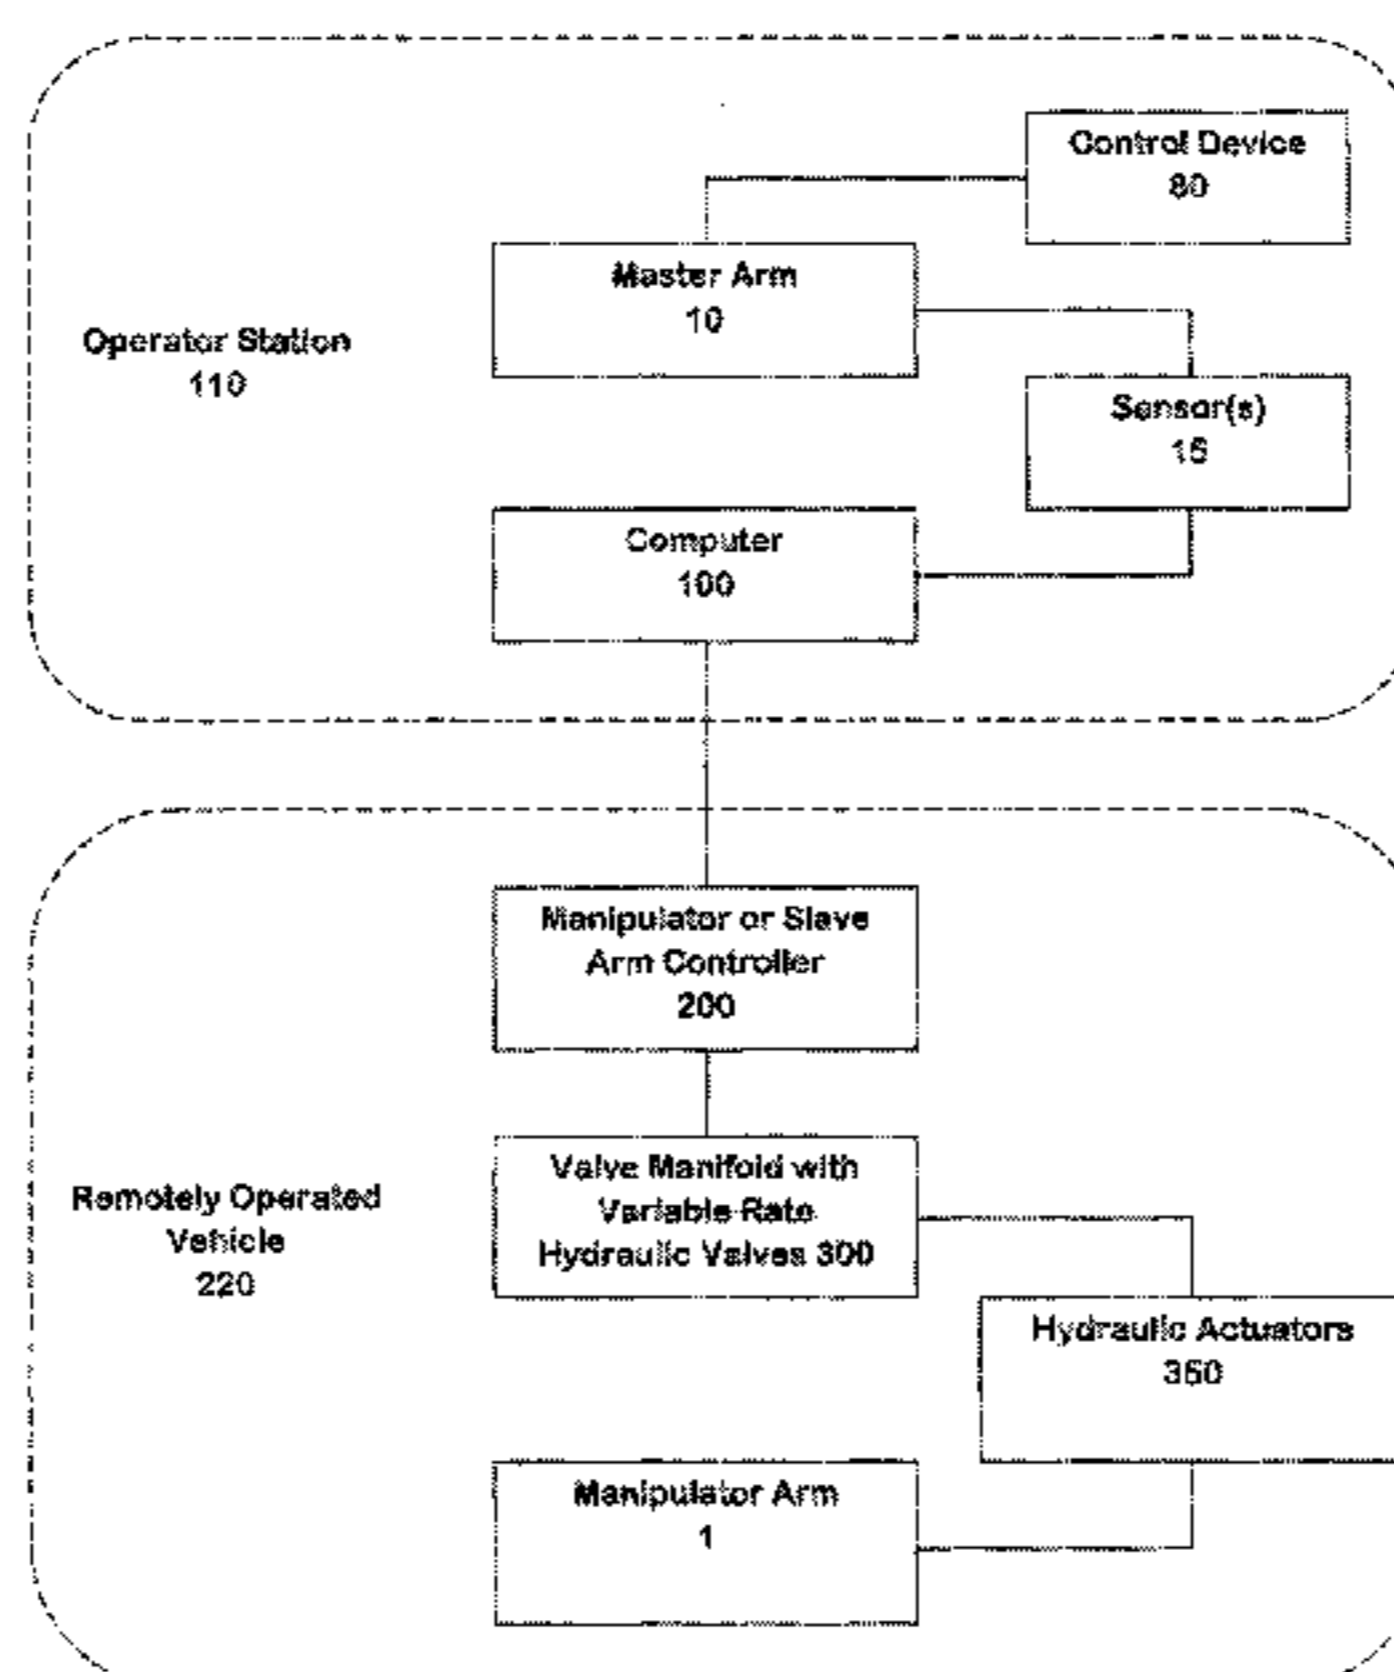 Control Device
80
Master Arm
10
Operator Station
110
Sensor(s)
15
Computer
100
Manipulator or Slave
Arm Controller
200
Valve Manifold with
Variable Rate
Hydraulic Valves 300
Remotely Operated
Vehicle
220
Hydraulic Actuators
350
Manipulator Arm
1